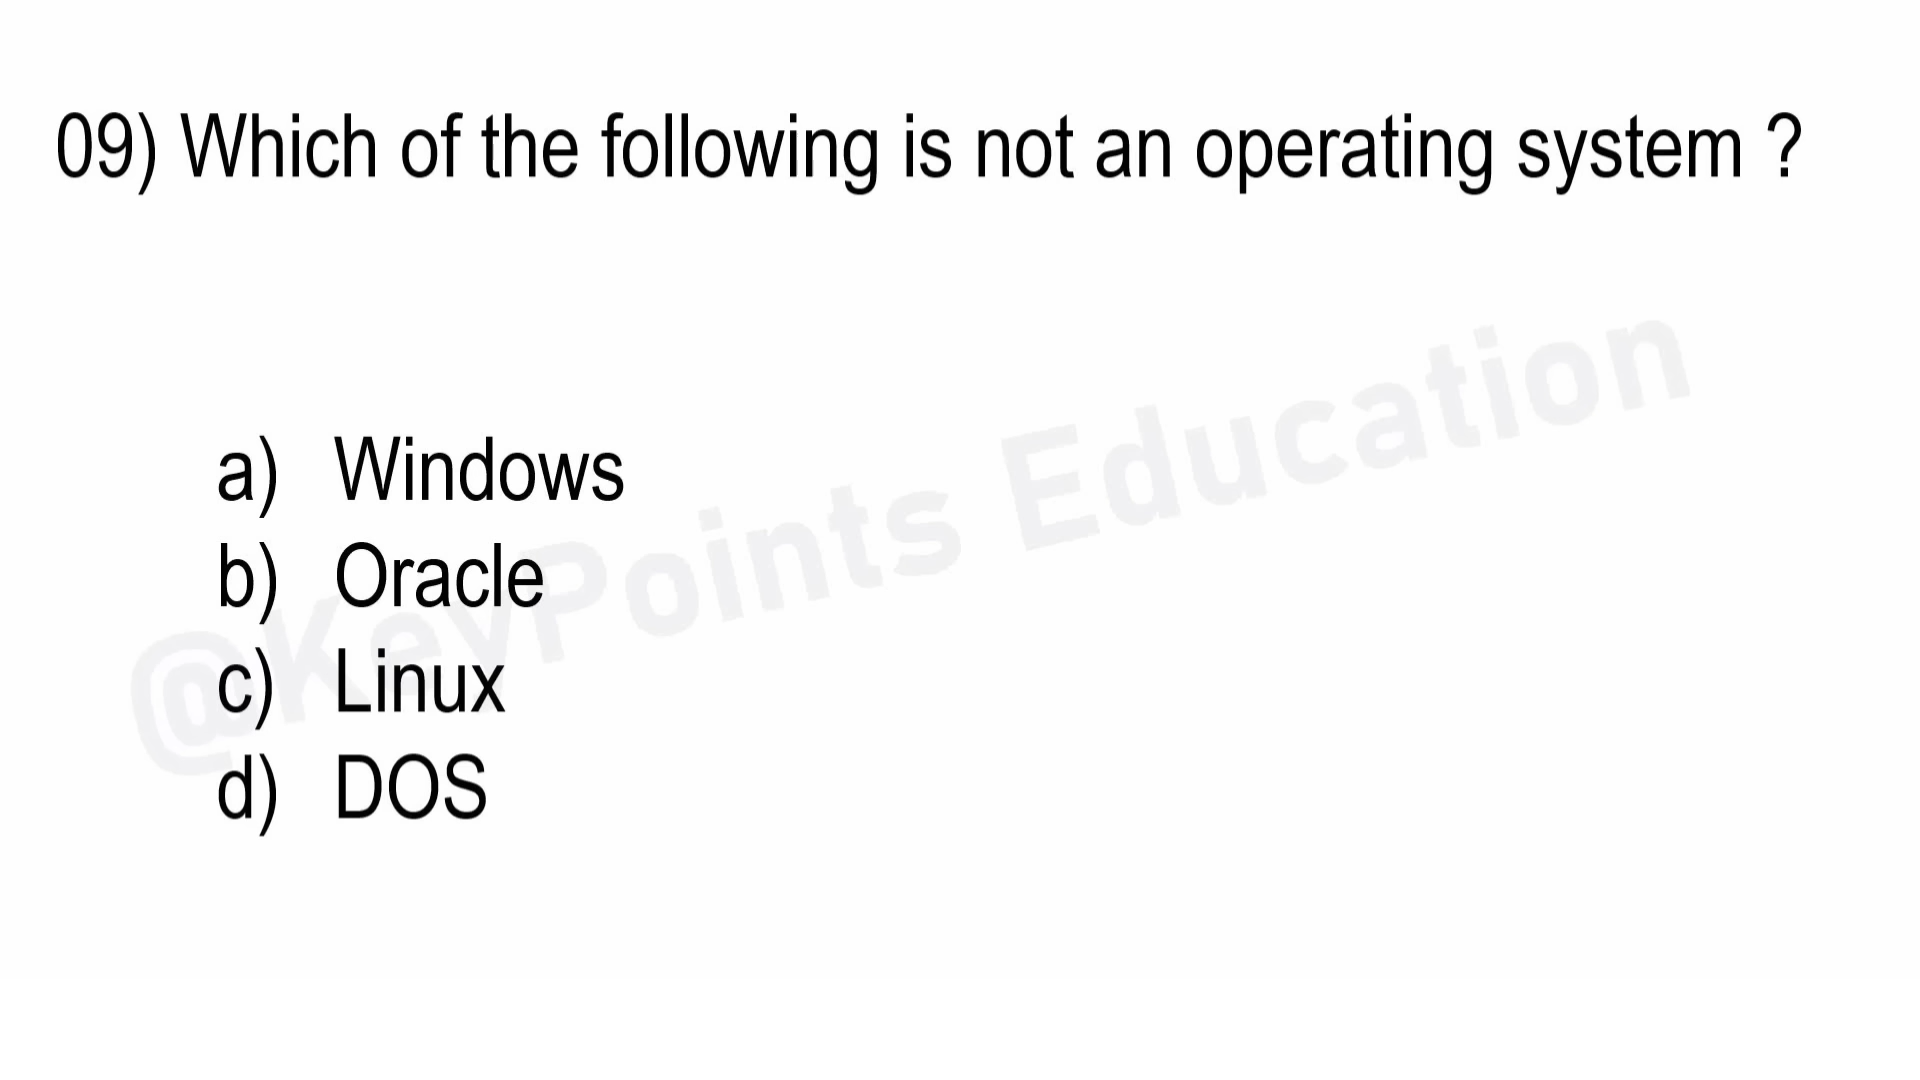 09) Which of the following is not an operating system ?
a) Windows
b) Oracle
c) Linux
d) DOS
@KeyPoints Education